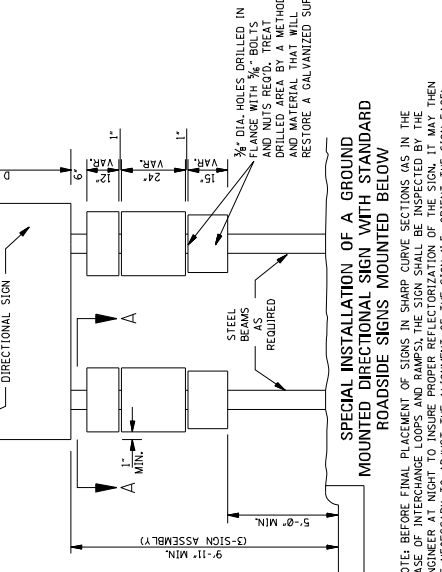 DIRECTIONAL SIGN
D
6"
12"
VAR.
1"
24"
VAR.
1"
15"
VAR.
A
A
1"
MIN.
STEEL
BEAMS
AS
REQUIRED
9'-11" MIN.
(3-SIGN ASSEMBLY)
5'-0" MIN.
⅜" DIA. HOLES DRILLED IN
FLANGE WITH 5/16" BOLTS
AND NUTS REQ'D. TREAT
DRILLED AREA BY A METHOD
AND MATERIAL THAT WILL
RESTORE A GALVANIZED SUR
SPECIAL INSTALLATION OF A GROUND
MOUNTED DIRECTIONAL SIGN WITH STANDARD
ROADSIDE SIGNS MOUNTED BELOW
OTE: BEFORE FINAL PLACEMENT OF SIGNS IN SHARP CURVE SECTIONS (AS IN THE
ASE OF INTERCHANGE LOOPS AND RAMPS), THE SIGN SHALL BE INSPECTED BY THE
NGINEER AT NIGHT TO INSURE PROPER REFLECTORIZATION OF THE SIGN. IT MAY THEN